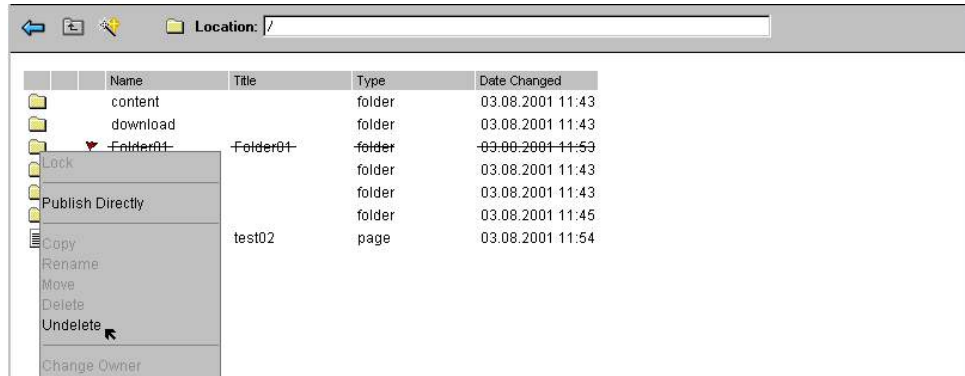 Location: /
Name Title Type Date Changed
content folder 03.08.2001 11:43
download folder 03.08.2001 11:43
Folder01 Folder01 folder 03.08.2001 11:53
Lock
folder 03.08.2001 11:43
folder 03.08.2001 11:43
Publish Directly
folder 03.08.2001 11:45
test02 page 03.08.2001 11:54
Copy
Rename
Move
Delete
Undelete
Change Owner